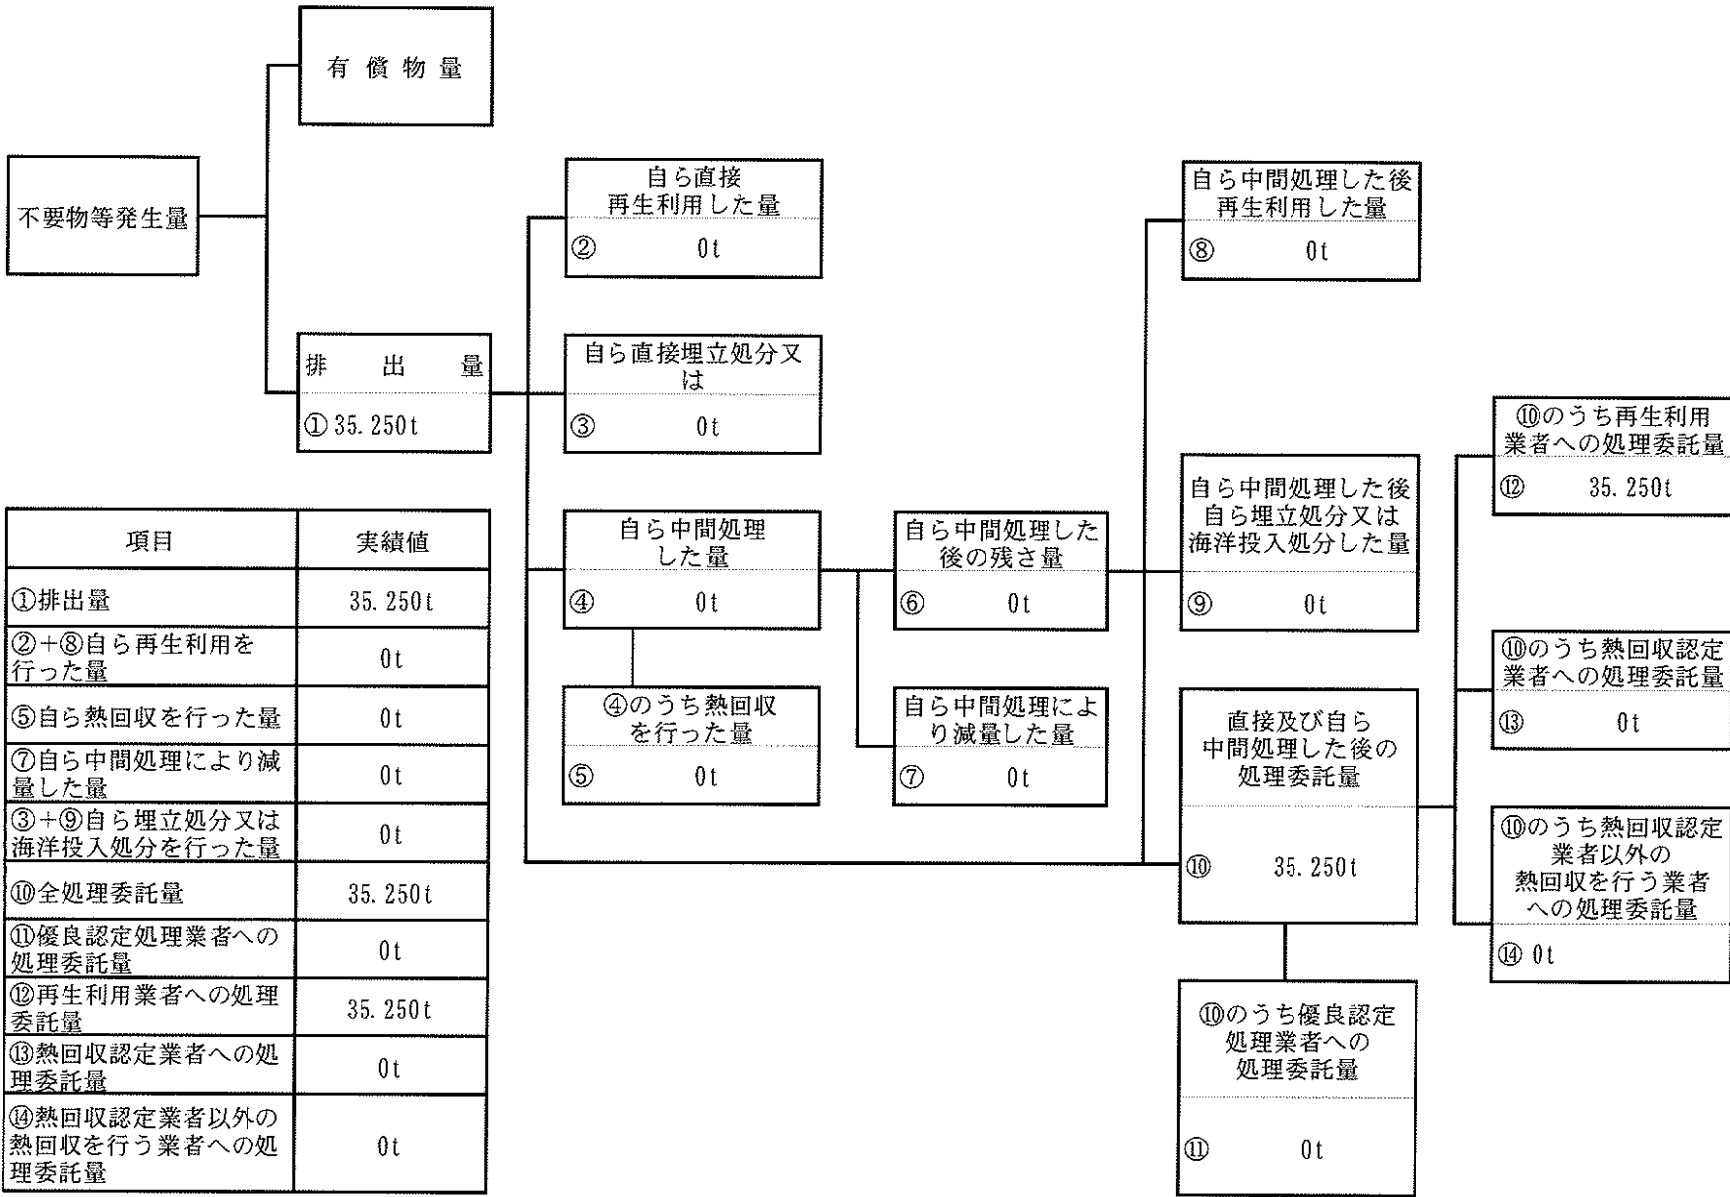 有償物量
不要物等発生量
排出量
①35.250t
自ら直接
再生利用した量
② 0t
自ら直接埋立処分又
は
③ 0t
自ら中間処理
した量
④ 0t
④のうち熱回収
を行った量
⑤ 0t
自ら中間処理した
後の残さ量
⑥ 0t
自ら中間処理によ
り減量した量
⑦ 0t
自ら中間処理した後
再生利用した量
⑧ 0t
自ら中間処理した後
自ら埋立処分又は
海洋投入処分した量
⑨ 0t
直接及び自ら
中間処理した後の
処理委託量
⑩ 35.250t
⑩のうち優良認定
処理業者への
処理委託量
⑪ 0t
⑩のうち再生利用
業者への処理委託量
⑫ 35.250t
⑩のうち熱回収認定
業者への処理委託量
⑬ 0t
⑩のうち熱回収認定
業者以外の
熱回収を行う業者
への処理委託量
⑭ 0t
項目 実績値
①排出量 35.250t
②+⑧自ら再生利用を
行った量 0t
⑤自ら熱回収を行った量 0t
⑦自ら中間処理により減
量した量 0t
③+⑨自ら埋立処分又は
海洋投入処分を行った量 0t
⑩全処理委託量 35.250t
⑪優良認定処理業者への
処理委託量 0t
⑫再生利用業者への処理
委託量 35.250t
⑬熱回収認定業者への処
理委託量 0t
⑭熱回収認定業者以外の
熱回収を行う業者への処
理委託量 0t